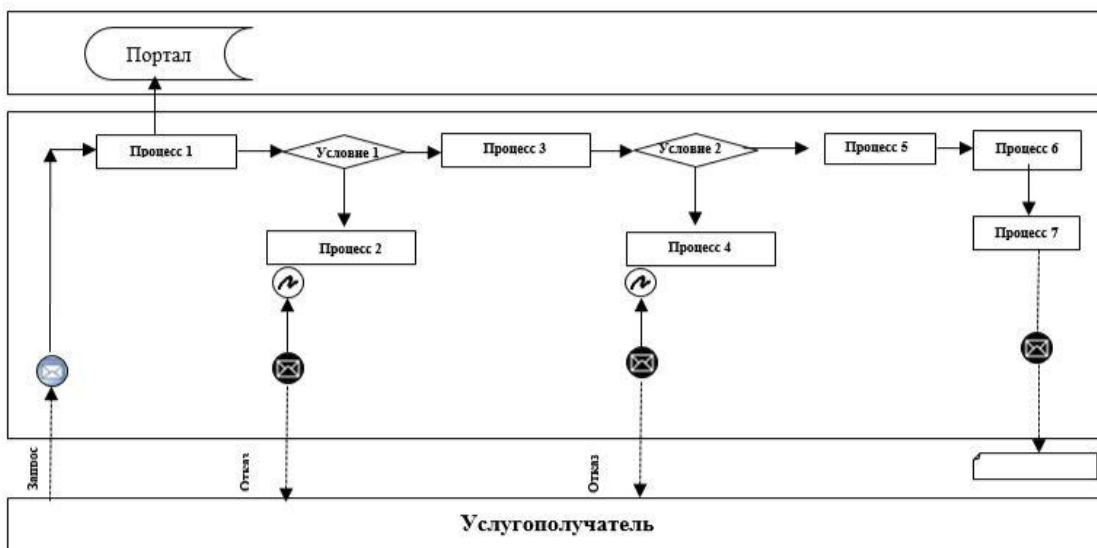 Портал
Процесс 1
Условие 1
Процесс 3
Условие 2
Процесс 5
Процесс 6
Процесс 2
Процесс 4
Процесс 7
Запрос
Отказ
Отказ
Услугополучатель